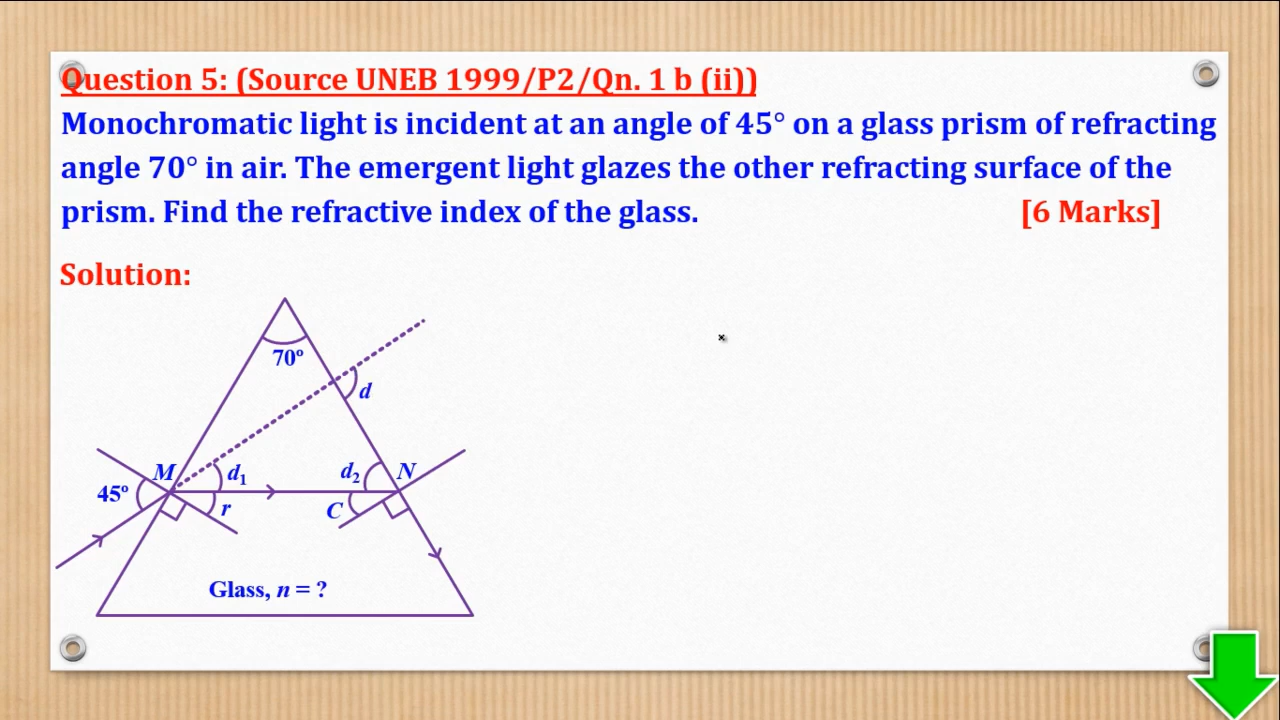 Question 5: (Source UNEB 1999/P2/Qn. 1 b (ii))
Monochromatic light is incident at an angle of 45° on a glass prism of refracting
angle 70° in air. The emergent light glazes the other refracting surface of the
prism. Find the refractive index of the glass. [6 Marks]
Solution:
70º
d
M d₁ d₂ N
45º r C
Glass, n = ?